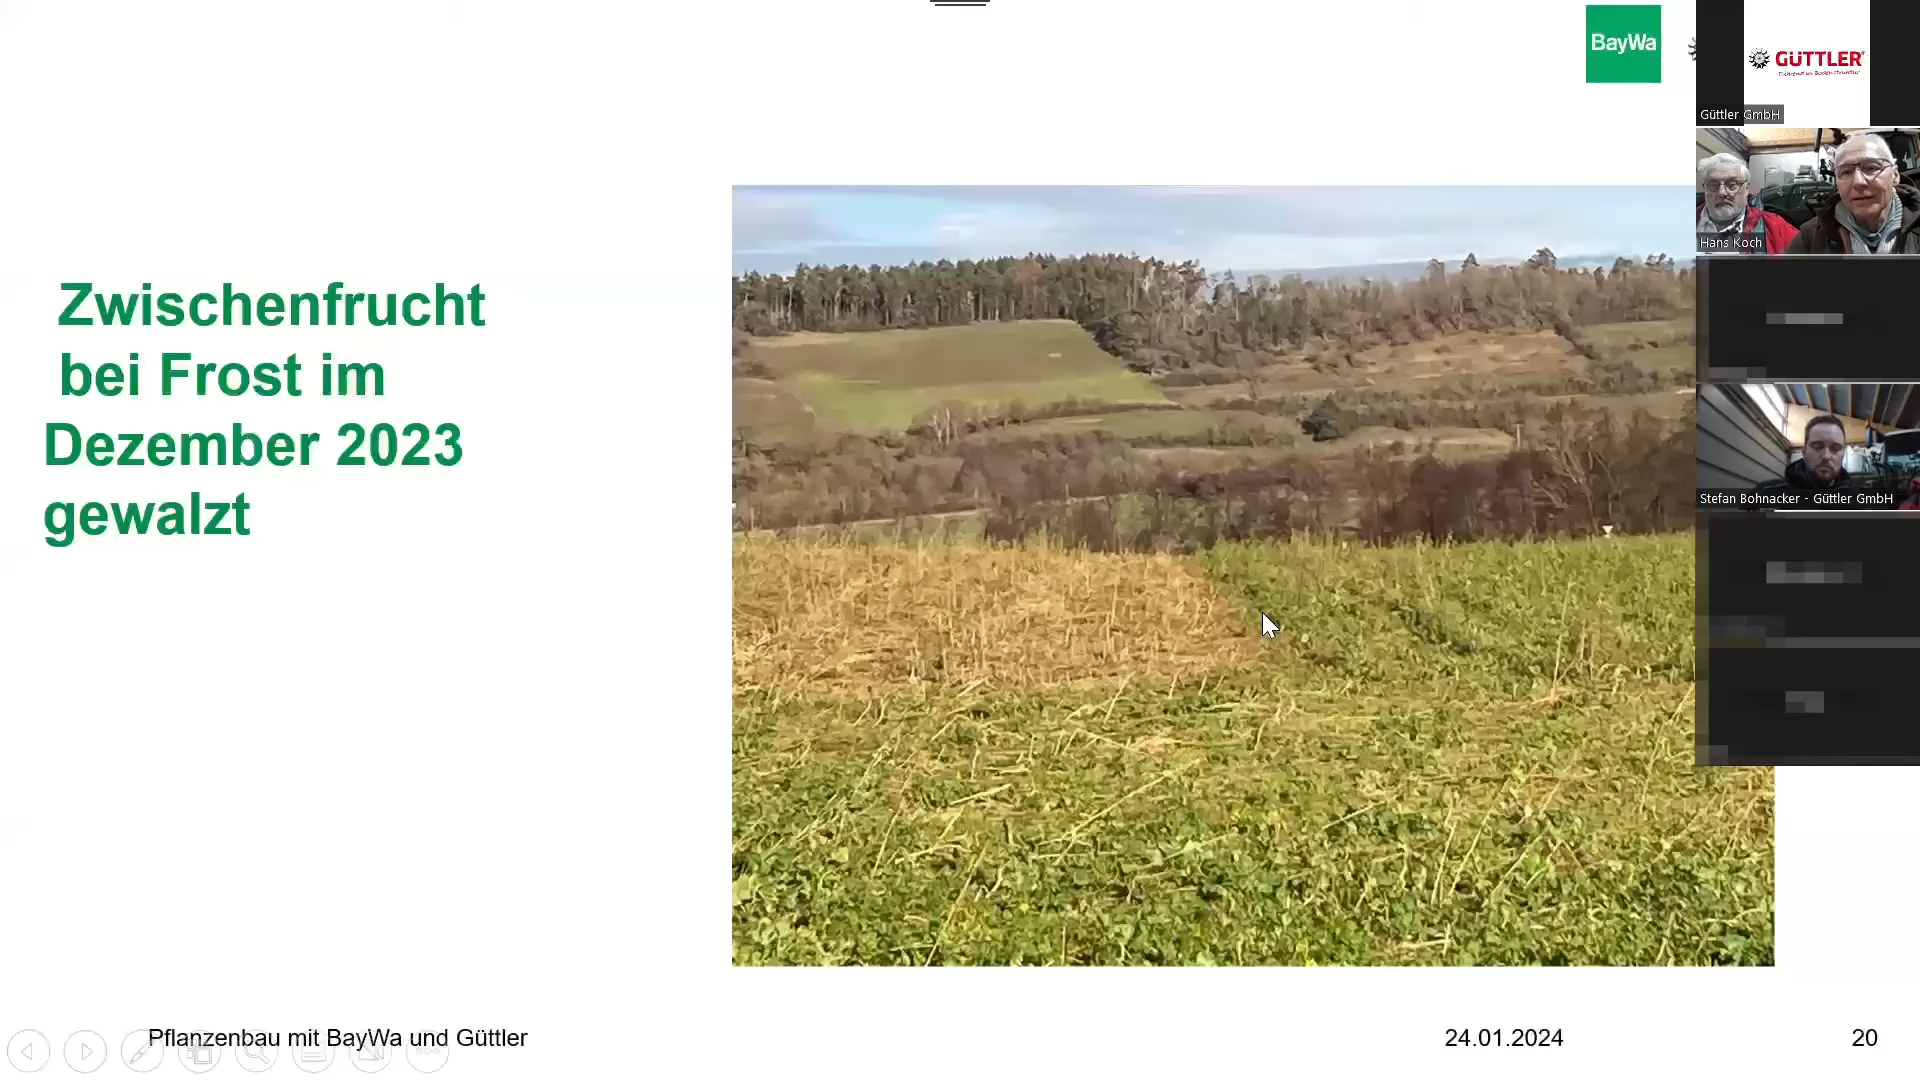 BayWa
GÜTTLER
Güttler GmbH
Hans Koch
Zwischenfrucht
bei Frost im
Dezember 2023
gewalzt
Stefan Bohnacker - Güttler GmbH
Pflanzenbau mit BayWa und Güttler
24.01.2024
20